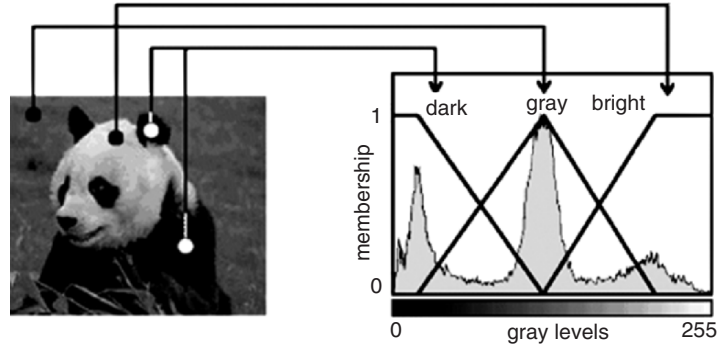 dark gray bright
1
membership
0
0 255
gray levels